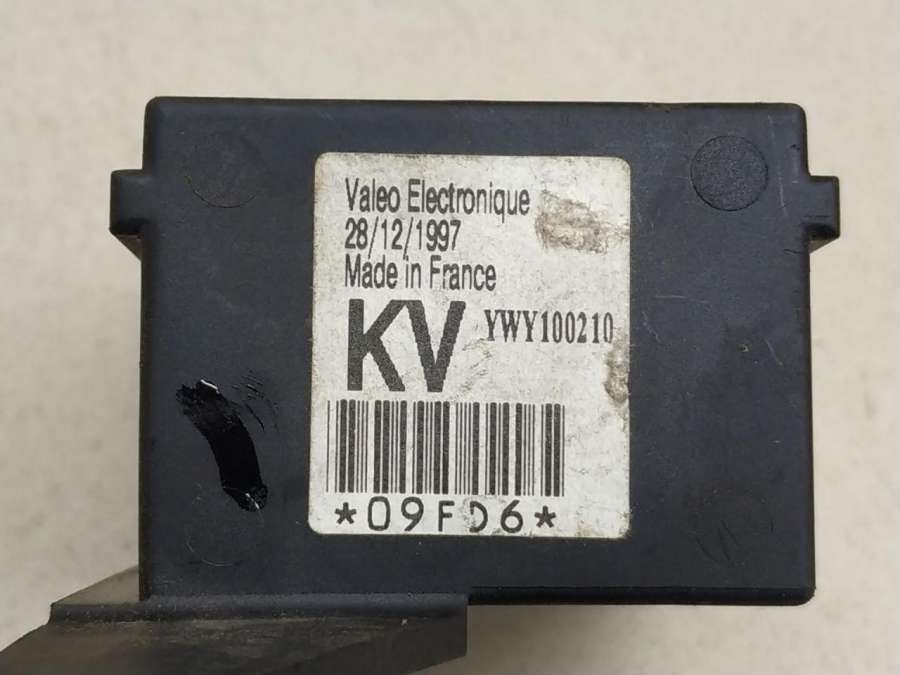 Valeo Electronique
28/12/1997
Made in France
KV YWY100210
*09FD6*